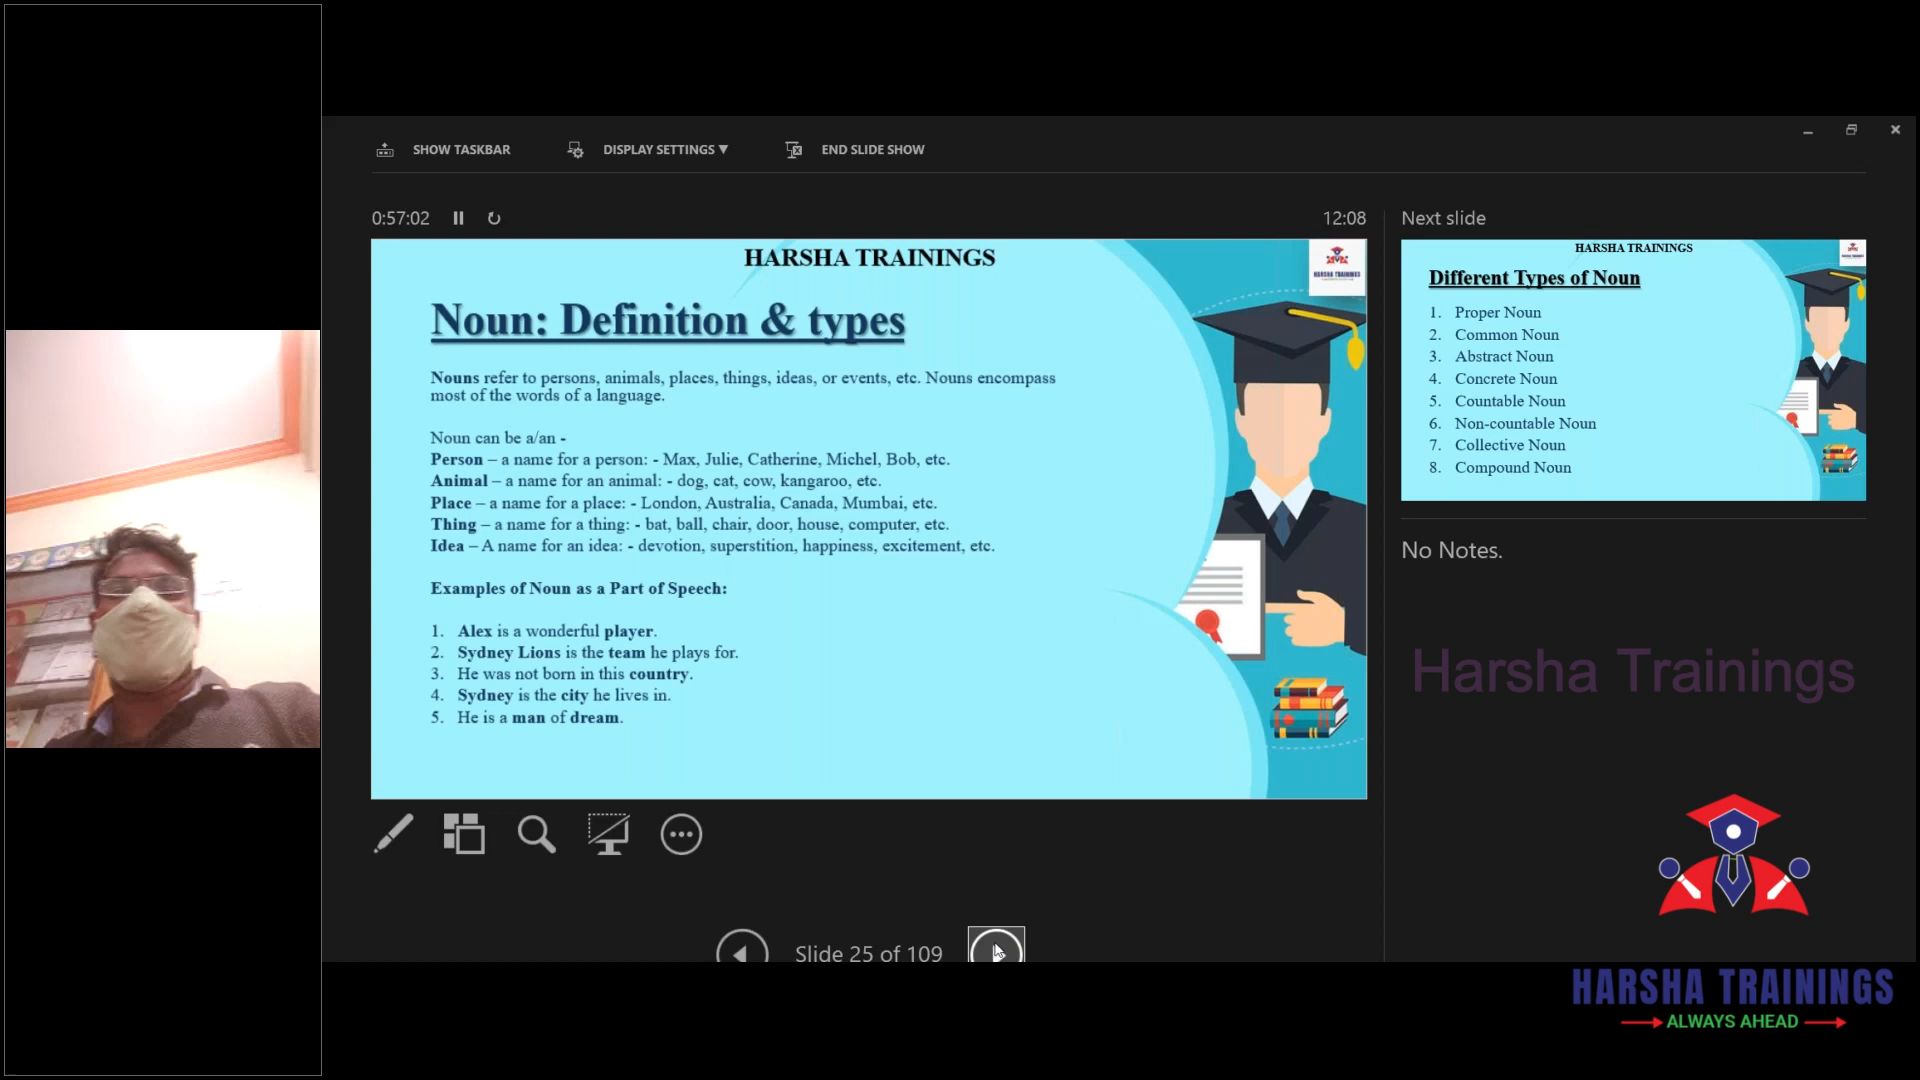 SHOW TASKBAR
DISPLAY SETTINGS ▼
END SLIDE SHOW
0:57:02
12:08
HARSHA TRAININGS
HARSHA TRAININGS
Noun: Definition & types
Nouns refer to persons, animals, places, things, ideas, or events, etc. Nouns encompass
most of the words of a language.
Noun can be a/an -
Person – a name for a person: - Max, Julie, Catherine, Michel, Bob, etc.
Animal – a name for an animal: - dog, cat, cow, kangaroo, etc.
Place – a name for a place: - London, Australia, Canada, Mumbai, etc.
Thing – a name for a thing: - bat, ball, chair, door, house, computer, etc.
Idea – A name for an idea: - devotion, superstition, happiness, excitement, etc.
Examples of Noun as a Part of Speech:
1. Alex is a wonderful player.
2. Sydney Lions is the team he plays for.
3. He was not born in this country.
4. Sydney is the city he lives in.
5. He is a man of dream.
Slide 25 of 109
Next slide
HARSHA TRAININGS
Different Types of Noun
1. Proper Noun
2. Common Noun
3. Abstract Noun
4. Concrete Noun
5. Countable Noun
6. Non-countable Noun
7. Collective Noun
8. Compound Noun
No Notes.
Harsha Trainings
HARSHA TRAININGS
ALWAYS AHEAD